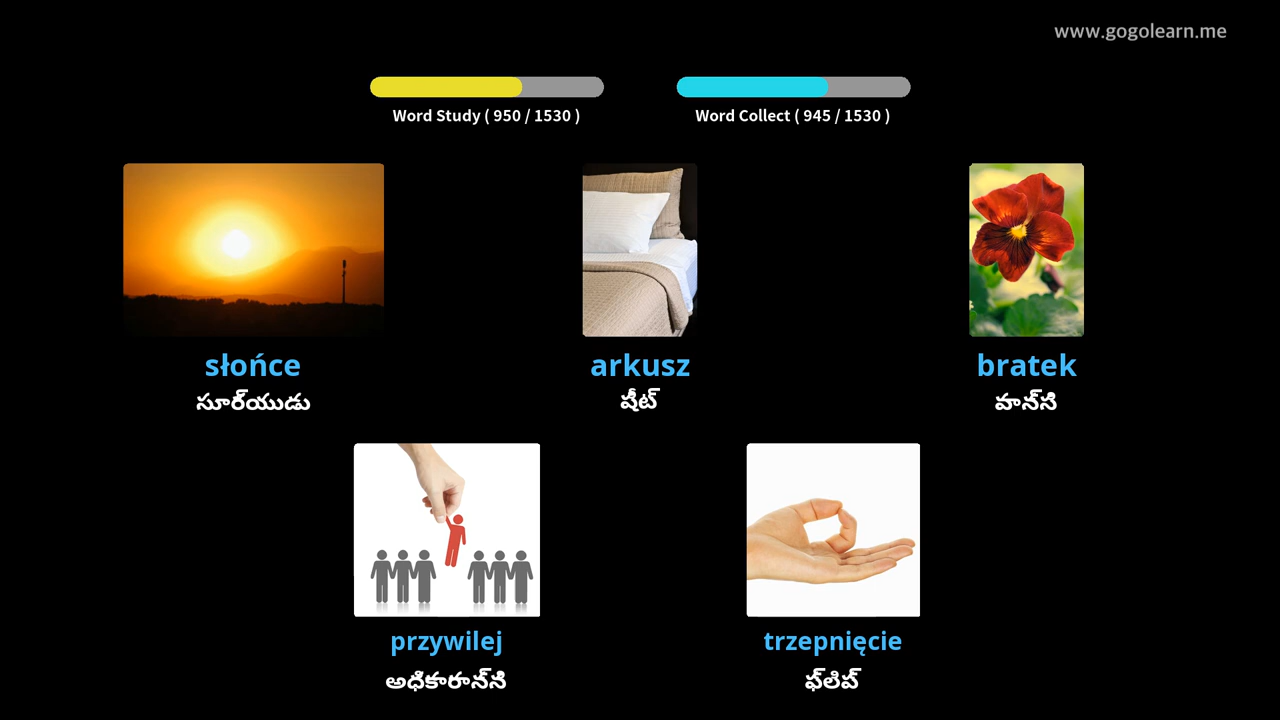 www.gogolearn.me
Word Study ( 950 / 1530 )
Word Collect ( 945 / 1530 )
słońce
సూర్‌యుడు
arkusz
షీట్
bratek
పాన్‌సి
przywilej
అధికారాన్‌ని
trzepnięcie
ఫ్‌లిప్